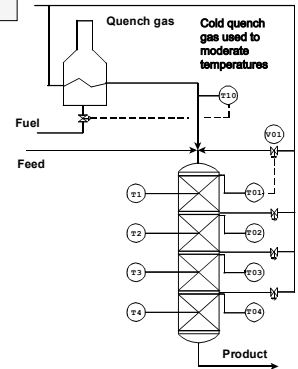 Quench gas
Cold quench
gas used to
moderate
temperatures
T10
Fuel
V01
Feed
T1
T01
T2
T02
T3
T03
T4
T04
Product